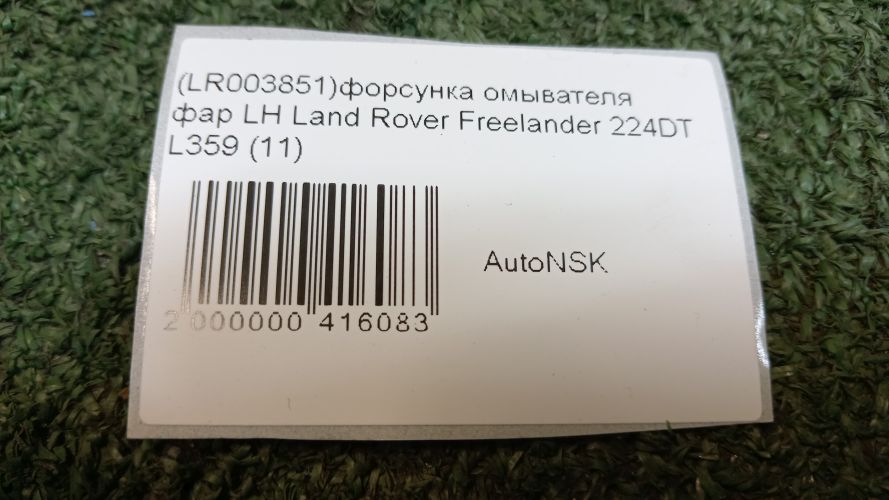 (LR003851)форсунка омывателя
фар LH Land Rover Freelander 224DT
L359 (11)
AutoNSK
2 000000 416083